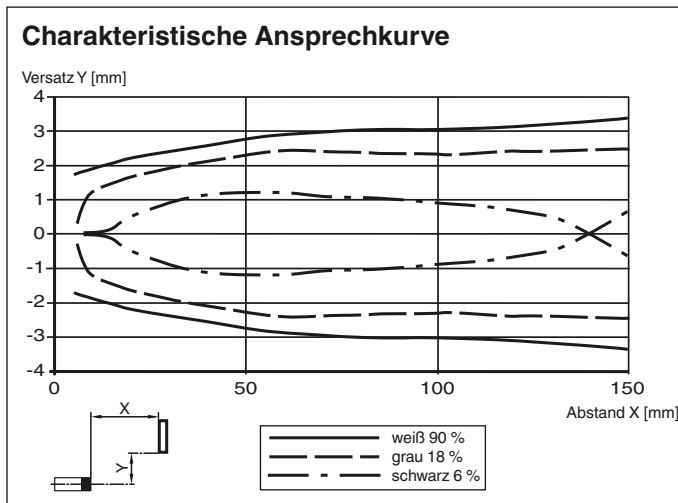 Charakteristische Ansprechkurve
Versatz Y [mm]
4
3
2
1
0
-1
-2
-3
-4
0 50 100 150
Abstand X [mm]
X
Y
weiß 90 %
grau 18 %
schwarz 6 %